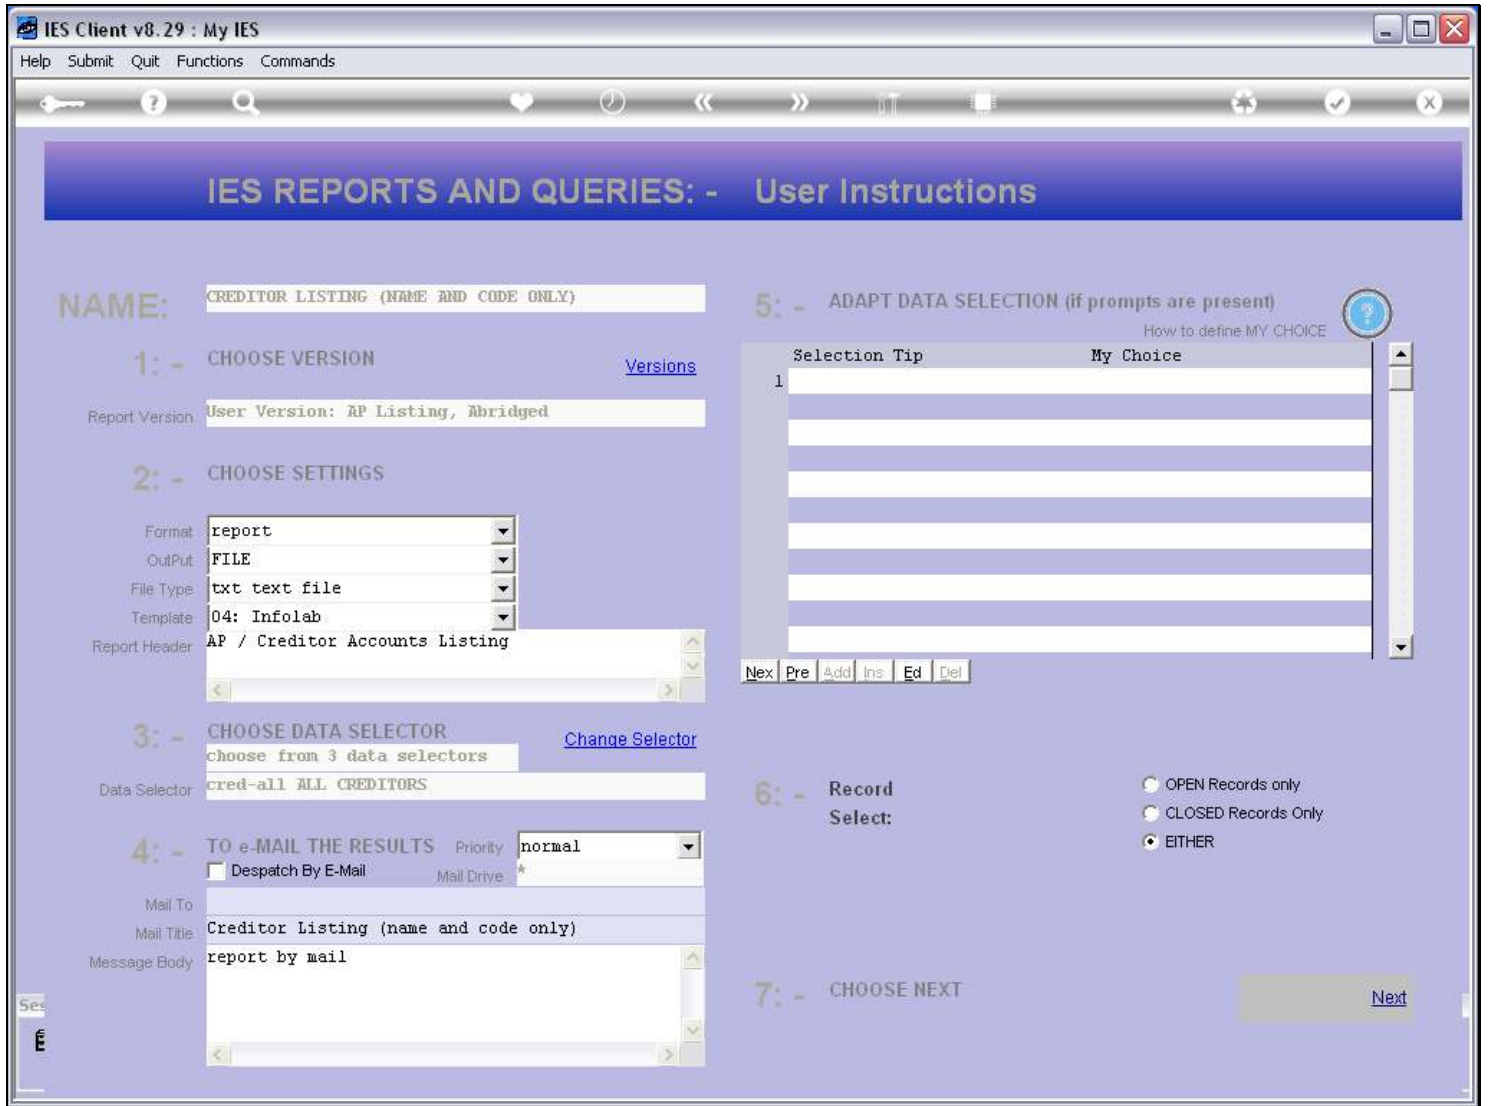 IES Client v8.29 : My IES
Help Submit Quit Functions Commands
IES REPORTS AND QUERIES: - User Instructions
NAME: CREDITOR LISTING (NAME AND CODE ONLY)
1: - CHOOSE VERSION Versions
Report Version User Version: AP Listing, Abridged
2: - CHOOSE SETTINGS
Format report
OutPut FILE
File Type txt text file
Template 04: Infolab
Report Header AP / Creditor Accounts Listing
3: - CHOOSE DATA SELECTOR Change Selector
choose from 3 data selectors
Data Selector cred-all ALL CREDITORS
4: - TO e-MAIL THE RESULTS Priority normal
Despatch By E-Mail Mail Drive *
Mail To
Mail Title Creditor Listing (name and code only)
Message Body report by mail
5: - ADAPT DATA SELECTION (if prompts are present)
How to define MY CHOICE ?
Selection Tip My Choice
1
Nex Pre Add Ins Ed Del
6: - Record Select:
OPEN Records only
CLOSED Records Only
EITHER
7: - CHOOSE NEXT Next
Ses